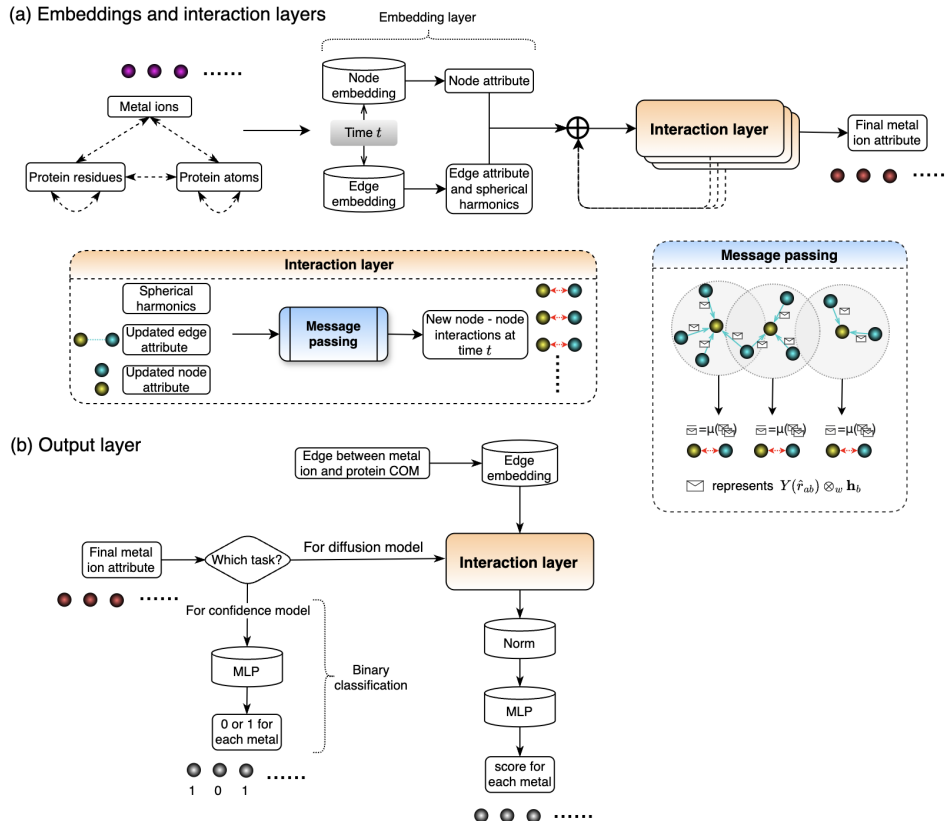 (a) Embeddings and interaction layers
Embedding layer
Metal ions
Protein residues
Protein atoms
Node
embedding
Node attribute
Time t
Edge
embedding
Edge attribute
and spherical
harmonics
Interaction layer
Final metal
ion attribute
Interaction layer
Spherical
harmonics
Updated edge
attribute
Updated node
attribute
Message
passing
New node - node
interactions at
time t
Message passing
=μ( )
=μ( )
=μ( )
represents Y(r̂_ab) ⊗_w h_b
(b) Output layer
Edge between metal
ion and protein COM
Edge
embedding
Final metal
ion attribute
Which task?
For diffusion model
Interaction layer
For confidence model
MLP
Binary
classification
0 or 1 for
each metal
1 0 1
Norm
MLP
score for
each metal